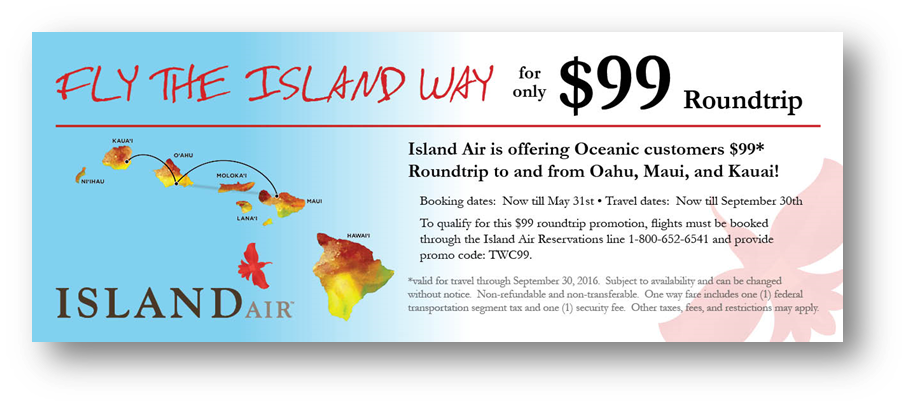 FLY THE ISLAND WAY for only $99 Roundtrip
Island Air is offering Oceanic customers $99*
Roundtrip to and from Oahu, Maui, and Kauai!
Booking dates:  Now till May 31st • Travel dates:  Now till September 30th
To qualify for this $99 roundtrip promotion, flights must be booked
through the Island Air Reservations line 1-800-652-6541 and provide
promo code: TWC99.
*valid for travel through September 30, 2016.  Subject to availability and can be changed
without notice.  Non-refundable and non-transferable.  One way fare includes one (1) federal
transportation segment tax and one (1) security fee.  Other taxes, fees, and restrictions may apply.
KAUA'I
O'AHU
NI'IHAU
MOLOKA'I
MAUI
LANA'I
HAWAI'I
ISLAND AIR™